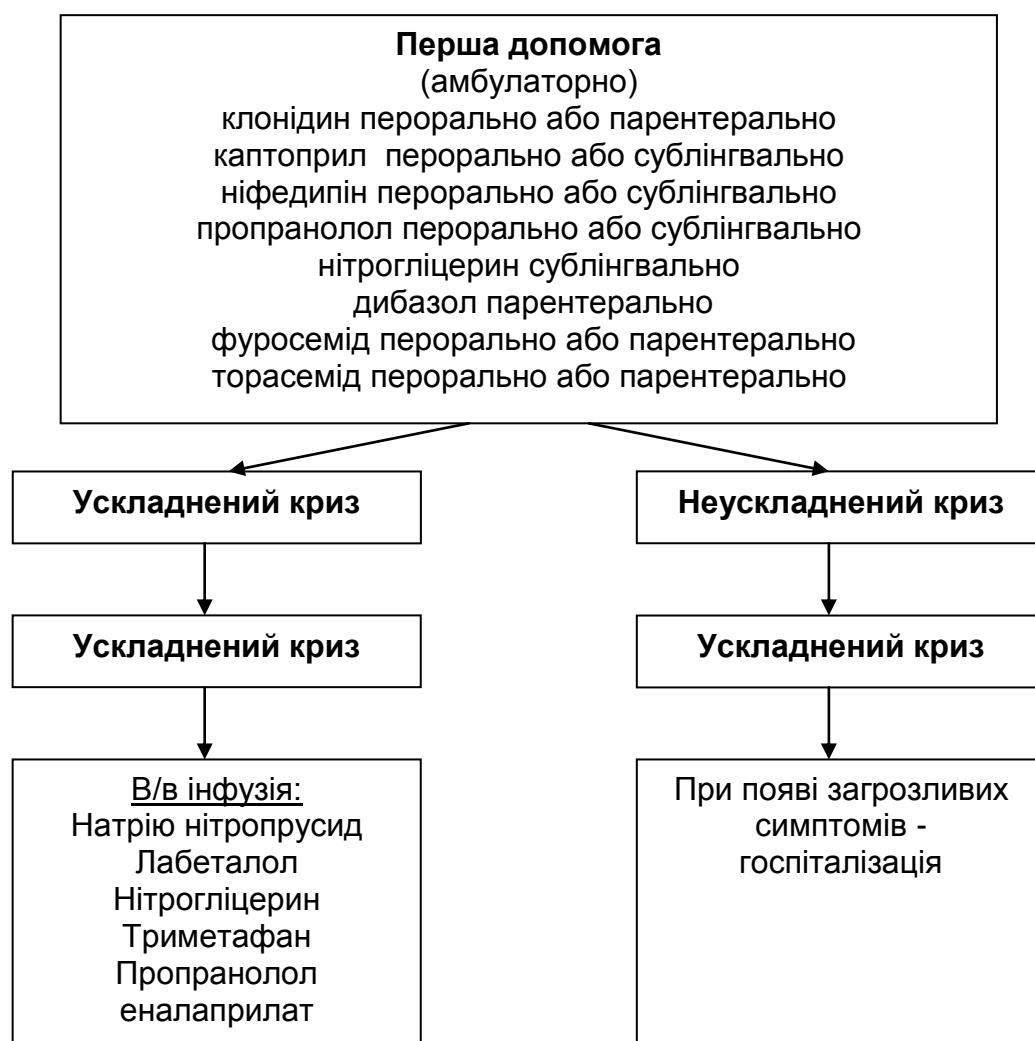 Перша допомога
(амбулаторно)
клонідин перорально або парентерально
каптоприл перорально або сублінгвально
ніфедипін перорально або сублінгвально
пропранолол перорально або сублінгвально
нітрогліцерин сублінгвально
дибазол парентерально
фуросемід перорально або парентерально
торасемід перорально або парентерально
Ускладнений криз
Неускладнений криз
Ускладнений криз
Ускладнений криз
В/в інфузія:
Натрію нітропрусид
Лабеталол
Нітрогліцерин
Триметафан
Пропранолол
еналаприлат
При появі загрозливих
симптомів -
госпіталізація